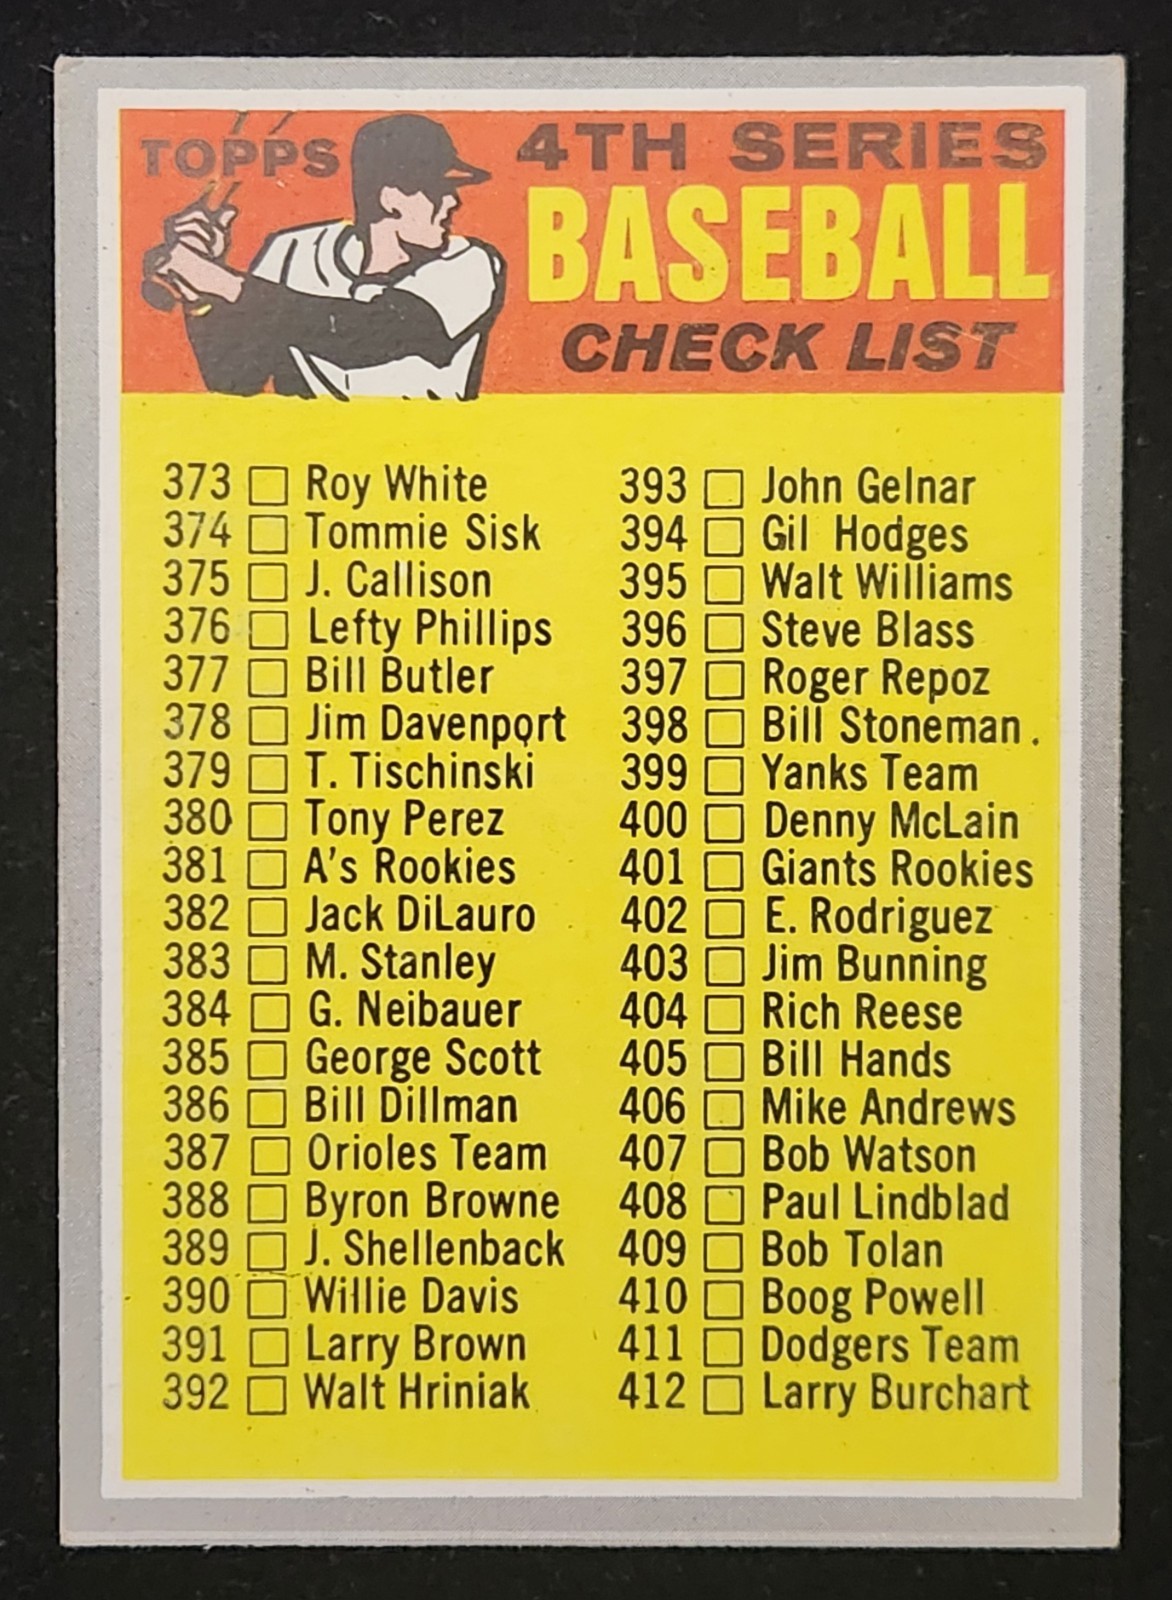 TOPPS
4TH SERIES
BASEBALL
CHECK LIST
373 Roy White
374 Tommie Sisk
375 J. Callison
376 Lefty Phillips
377 Bill Butler
378 Jim Davenport
379 T. Tischinski
380 Tony Perez
381 A's Rookies
382 Jack DiLauro
383 M. Stanley
384 G. Neibauer
385 George Scott
386 Bill Dillman
387 Orioles Team
388 Byron Browne
389 J. Shellenback
390 Willie Davis
391 Larry Brown
392 Walt Hriniak
393 John Gelnar
394 Gil Hodges
395 Walt Williams
396 Steve Blass
397 Roger Repoz
398 Bill Stoneman
399 Yanks Team
400 Denny McLain
401 Giants Rookies
402 E. Rodriguez
403 Jim Bunning
404 Rich Reese
405 Bill Hands
406 Mike Andrews
407 Bob Watson
408 Paul Lindblad
409 Bob Tolan
410 Boog Powell
411 Dodgers Team
412 Larry Burchart